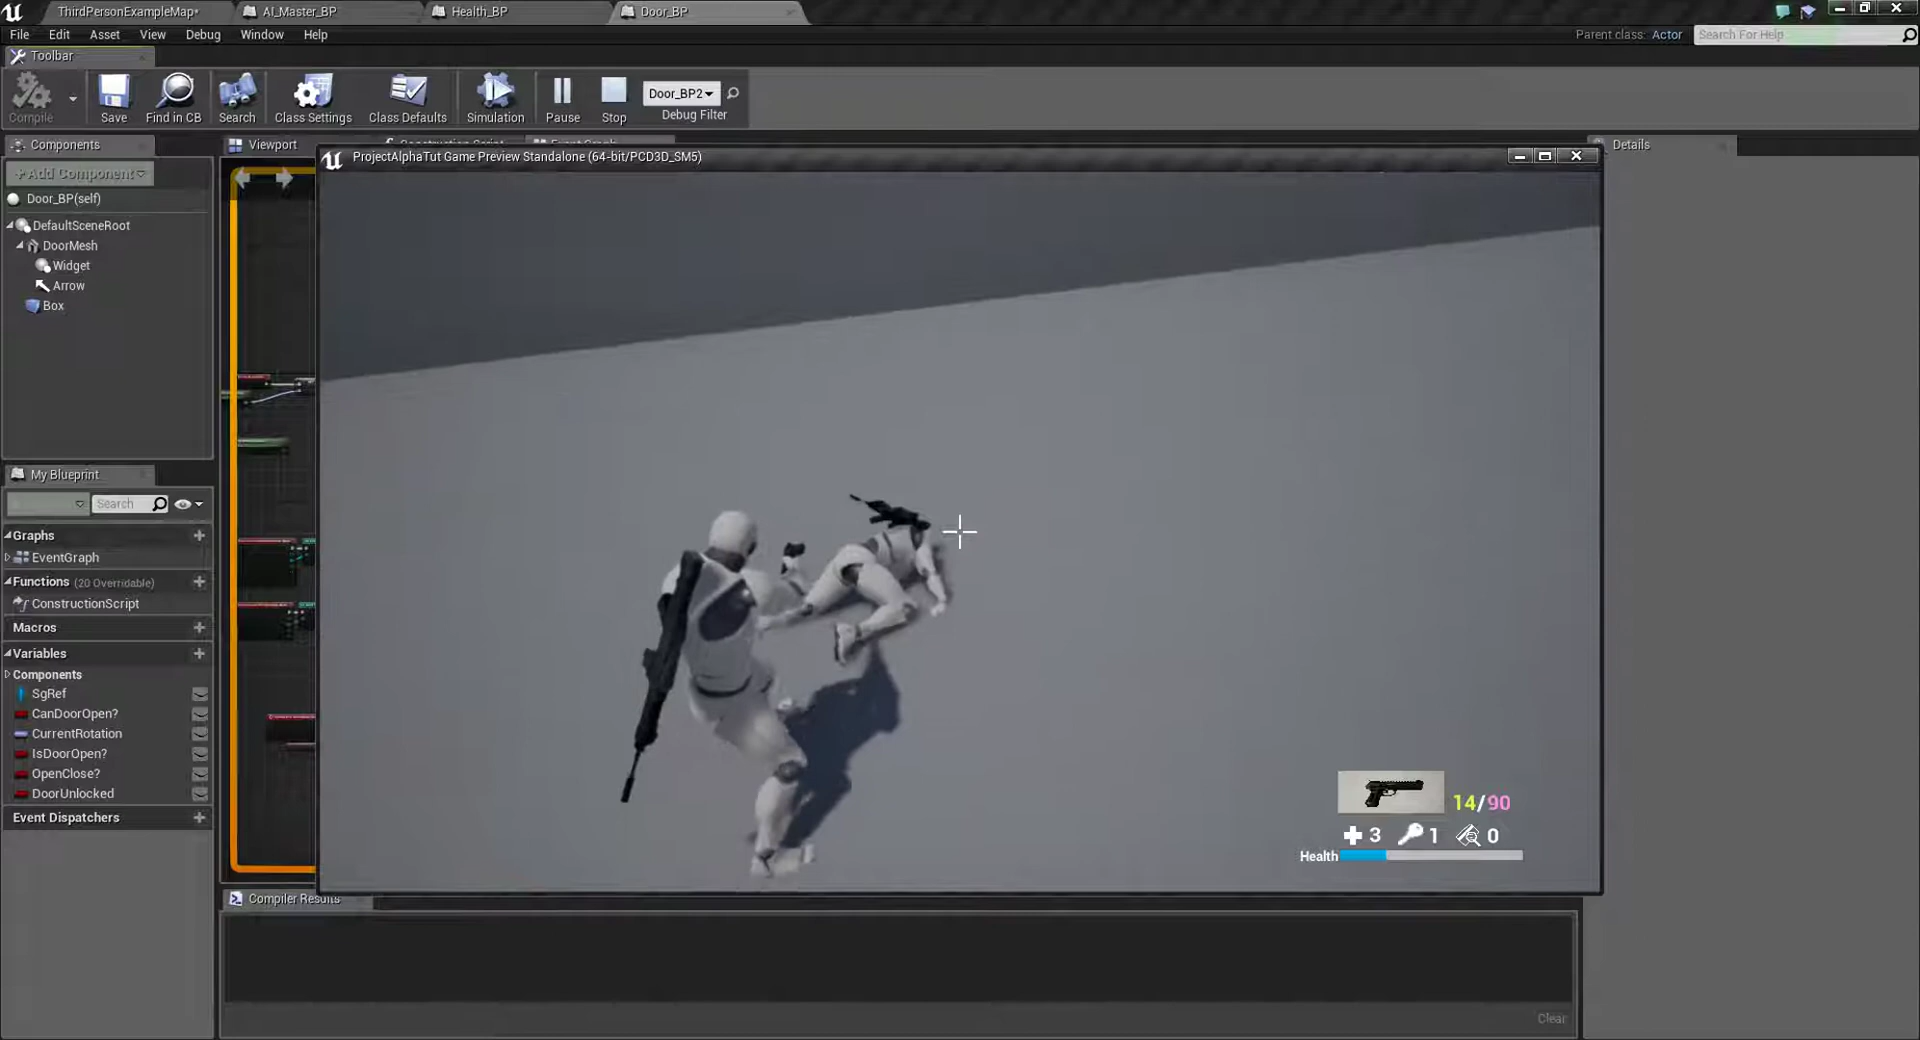 ThirdPersonExampleMap*
AI_Master_BP
Health_BP
Door_BP
File Edit Asset View Debug Window Help
Parent class: Actor
Search For Help
Toolbar
Compile
Save
Find in CB
Search
Class Settings
Class Defaults
Simulation
Pause
Stop
Door_BP2
Debug Filter
Components
Viewport
Construction Script
Event Graph
Details
+Add Component
Door_BP(self)
DefaultSceneRoot
DoorMesh
Widget
Arrow
Box
ProjectAlphaTut Game Preview Standalone (64-bit/PCD3D_SM5)
My Blueprint
Search
Graphs
EventGraph
Functions (20 Overridable)
ConstructionScript
Macros
Variables
Components
SgRef
CanDoorOpen?
CurrentRotation
IsDoorOpen?
OpenClose?
DoorUnlocked
Event Dispatchers
14/90
3 1 0
Health
Compiler Results
Clear